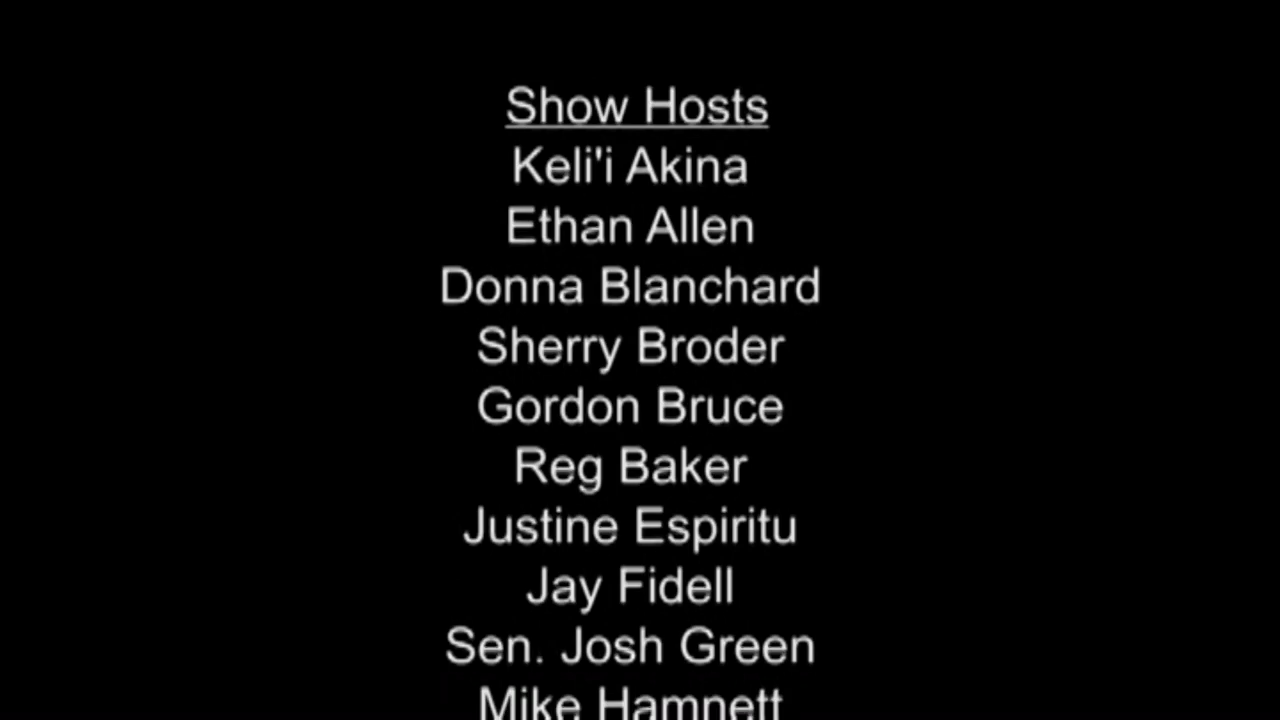 Show Hosts
Keli'i Akina
Ethan Allen
Donna Blanchard
Sherry Broder
Gordon Bruce
Reg Baker
Justine Espiritu
Jay Fidell
Sen. Josh Green
Mike Hamnett